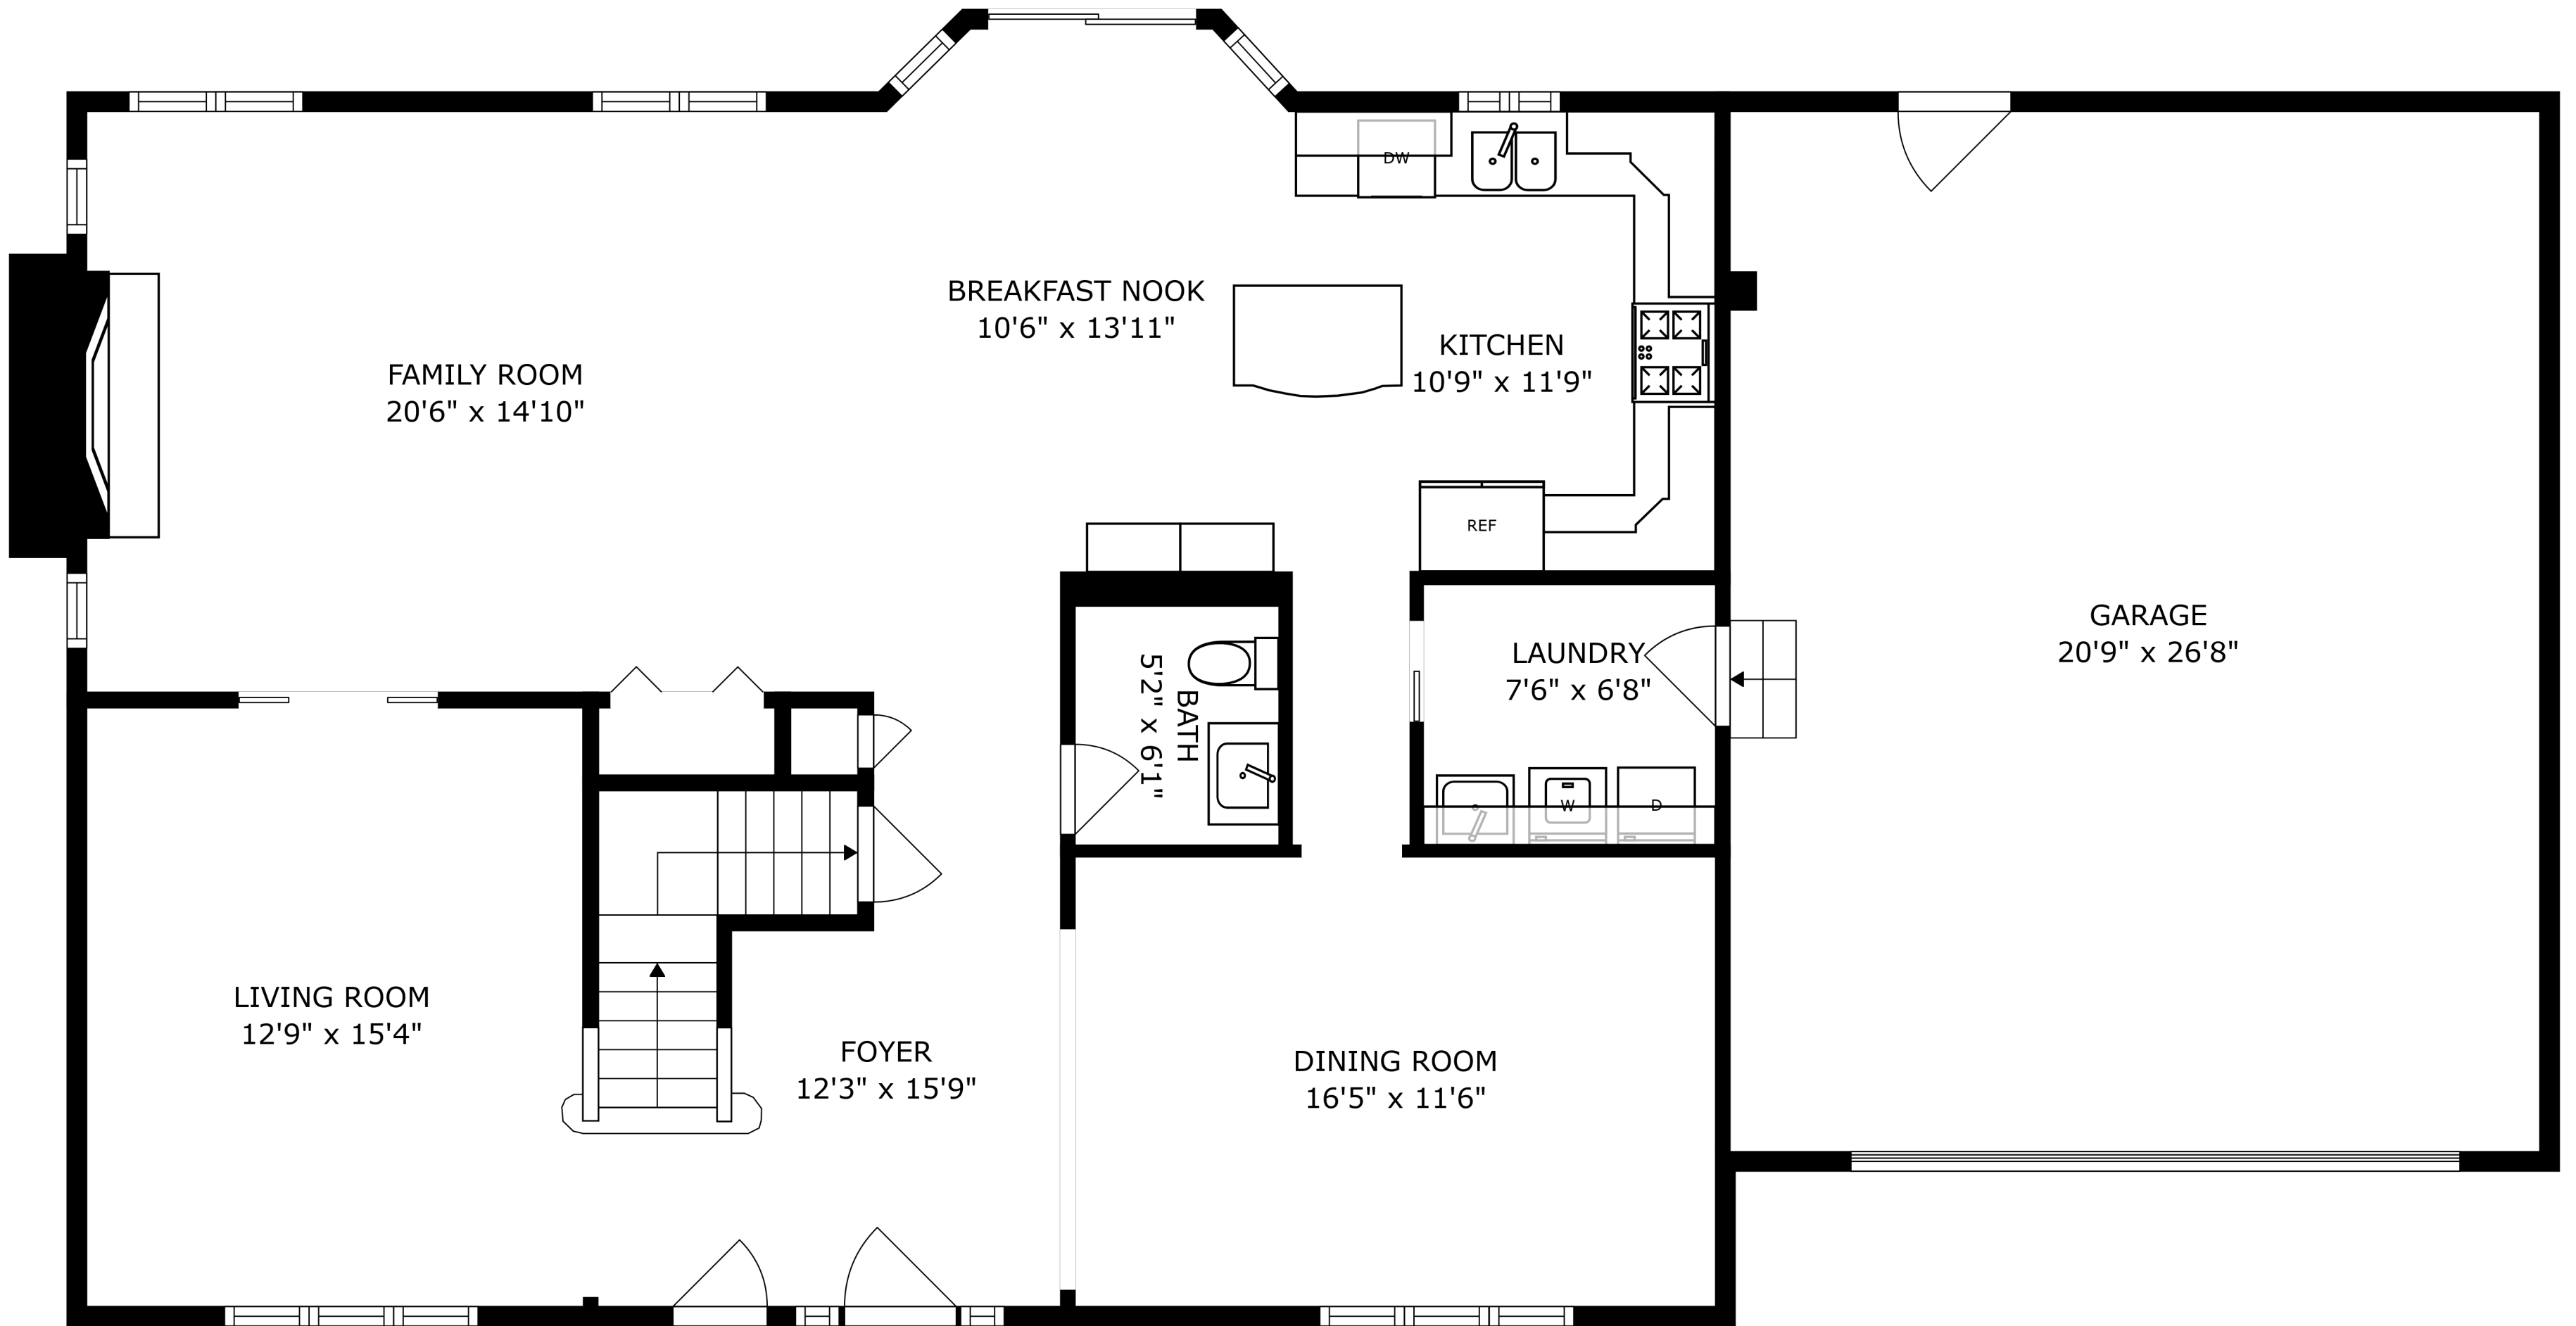 DW
BREAKFAST NOOK
10'6" x 13'11"
KITCHEN
10'9" x 11'9"
FAMILY ROOM
20'6" x 14'10"
REF
GARAGE
20'9" x 26'8"
LAUNDRY
7'6" x 6'8"
BATH
5'2" x 6'1"
W
D
LIVING ROOM
12'9" x 15'4"
FOYER
12'3" x 15'9"
DINING ROOM
16'5" x 11'6"